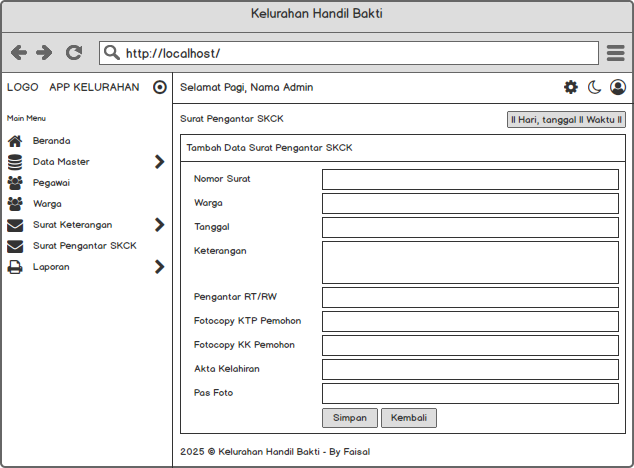 Kelurahan Handil Bakti
http://localhost/
LOGO APP KELURAHAN
Selamat Pagi, Nama Admin
Main Menu
Beranda
Data Master
Pegawai
Warga
Surat Keterangan
Surat Pengantar SKCK
Laporan
Surat Pengantar SKCK
|| Hari, tanggal || Waktu ||
Tambah Data Surat Pengantar SKCK
Nomor Surat
Warga
Tanggal
Keterangan
Pengantar RT/RW
Fotocopy KTP Pemohon
Fotocopy KK Pemohon
Akta Kelahiran
Pas Foto
Simpan Kembali
2025 © Kelurahan Handil Bakti - By Faisal